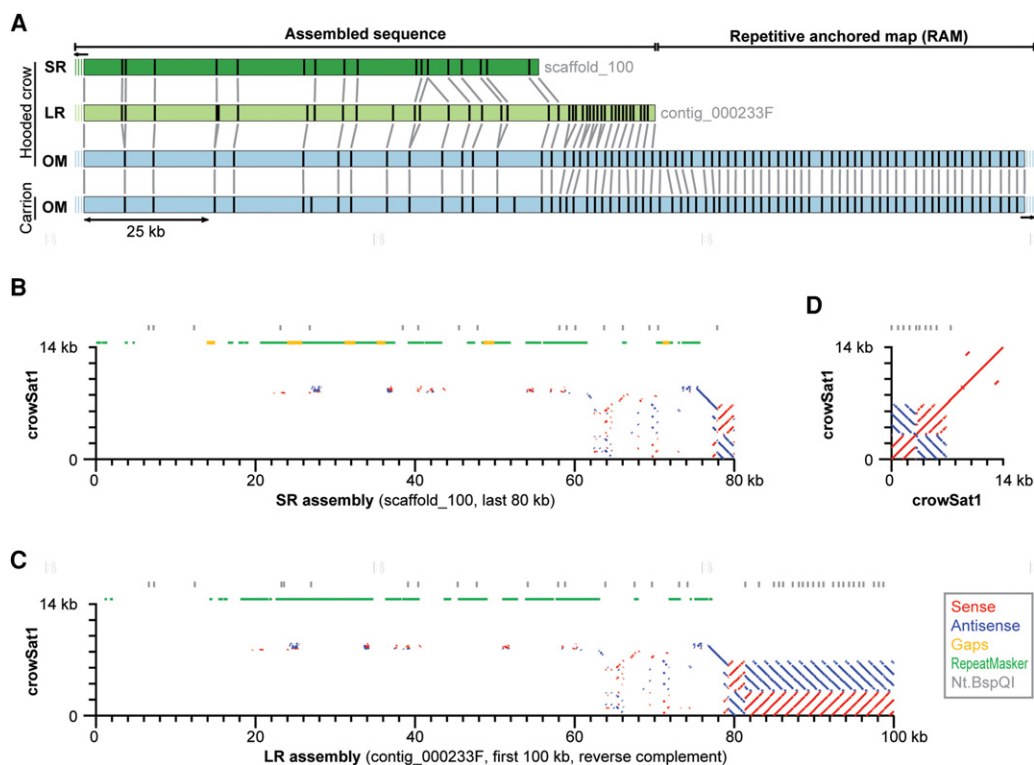 A
Assembled sequence
Repetitive anchored map (RAM)
Hooded crow
SR
scaffold_100
LR
contig_000233F
OM
Carrion
OM
25 kb
B
14 kb
crowSat1
0
0
20
40
60
80 kb
SR assembly (scaffold_100, last 80 kb)
D
14 kb
crowSat1
0
0
14 kb
crowSat1
C
14 kb
crowSat1
0
0
20
40
60
80
100 kb
LR assembly (contig_000233F, first 100 kb, reverse complement)
Sense
Antisense
Gaps
RepeatMasker
Nt.BspQI